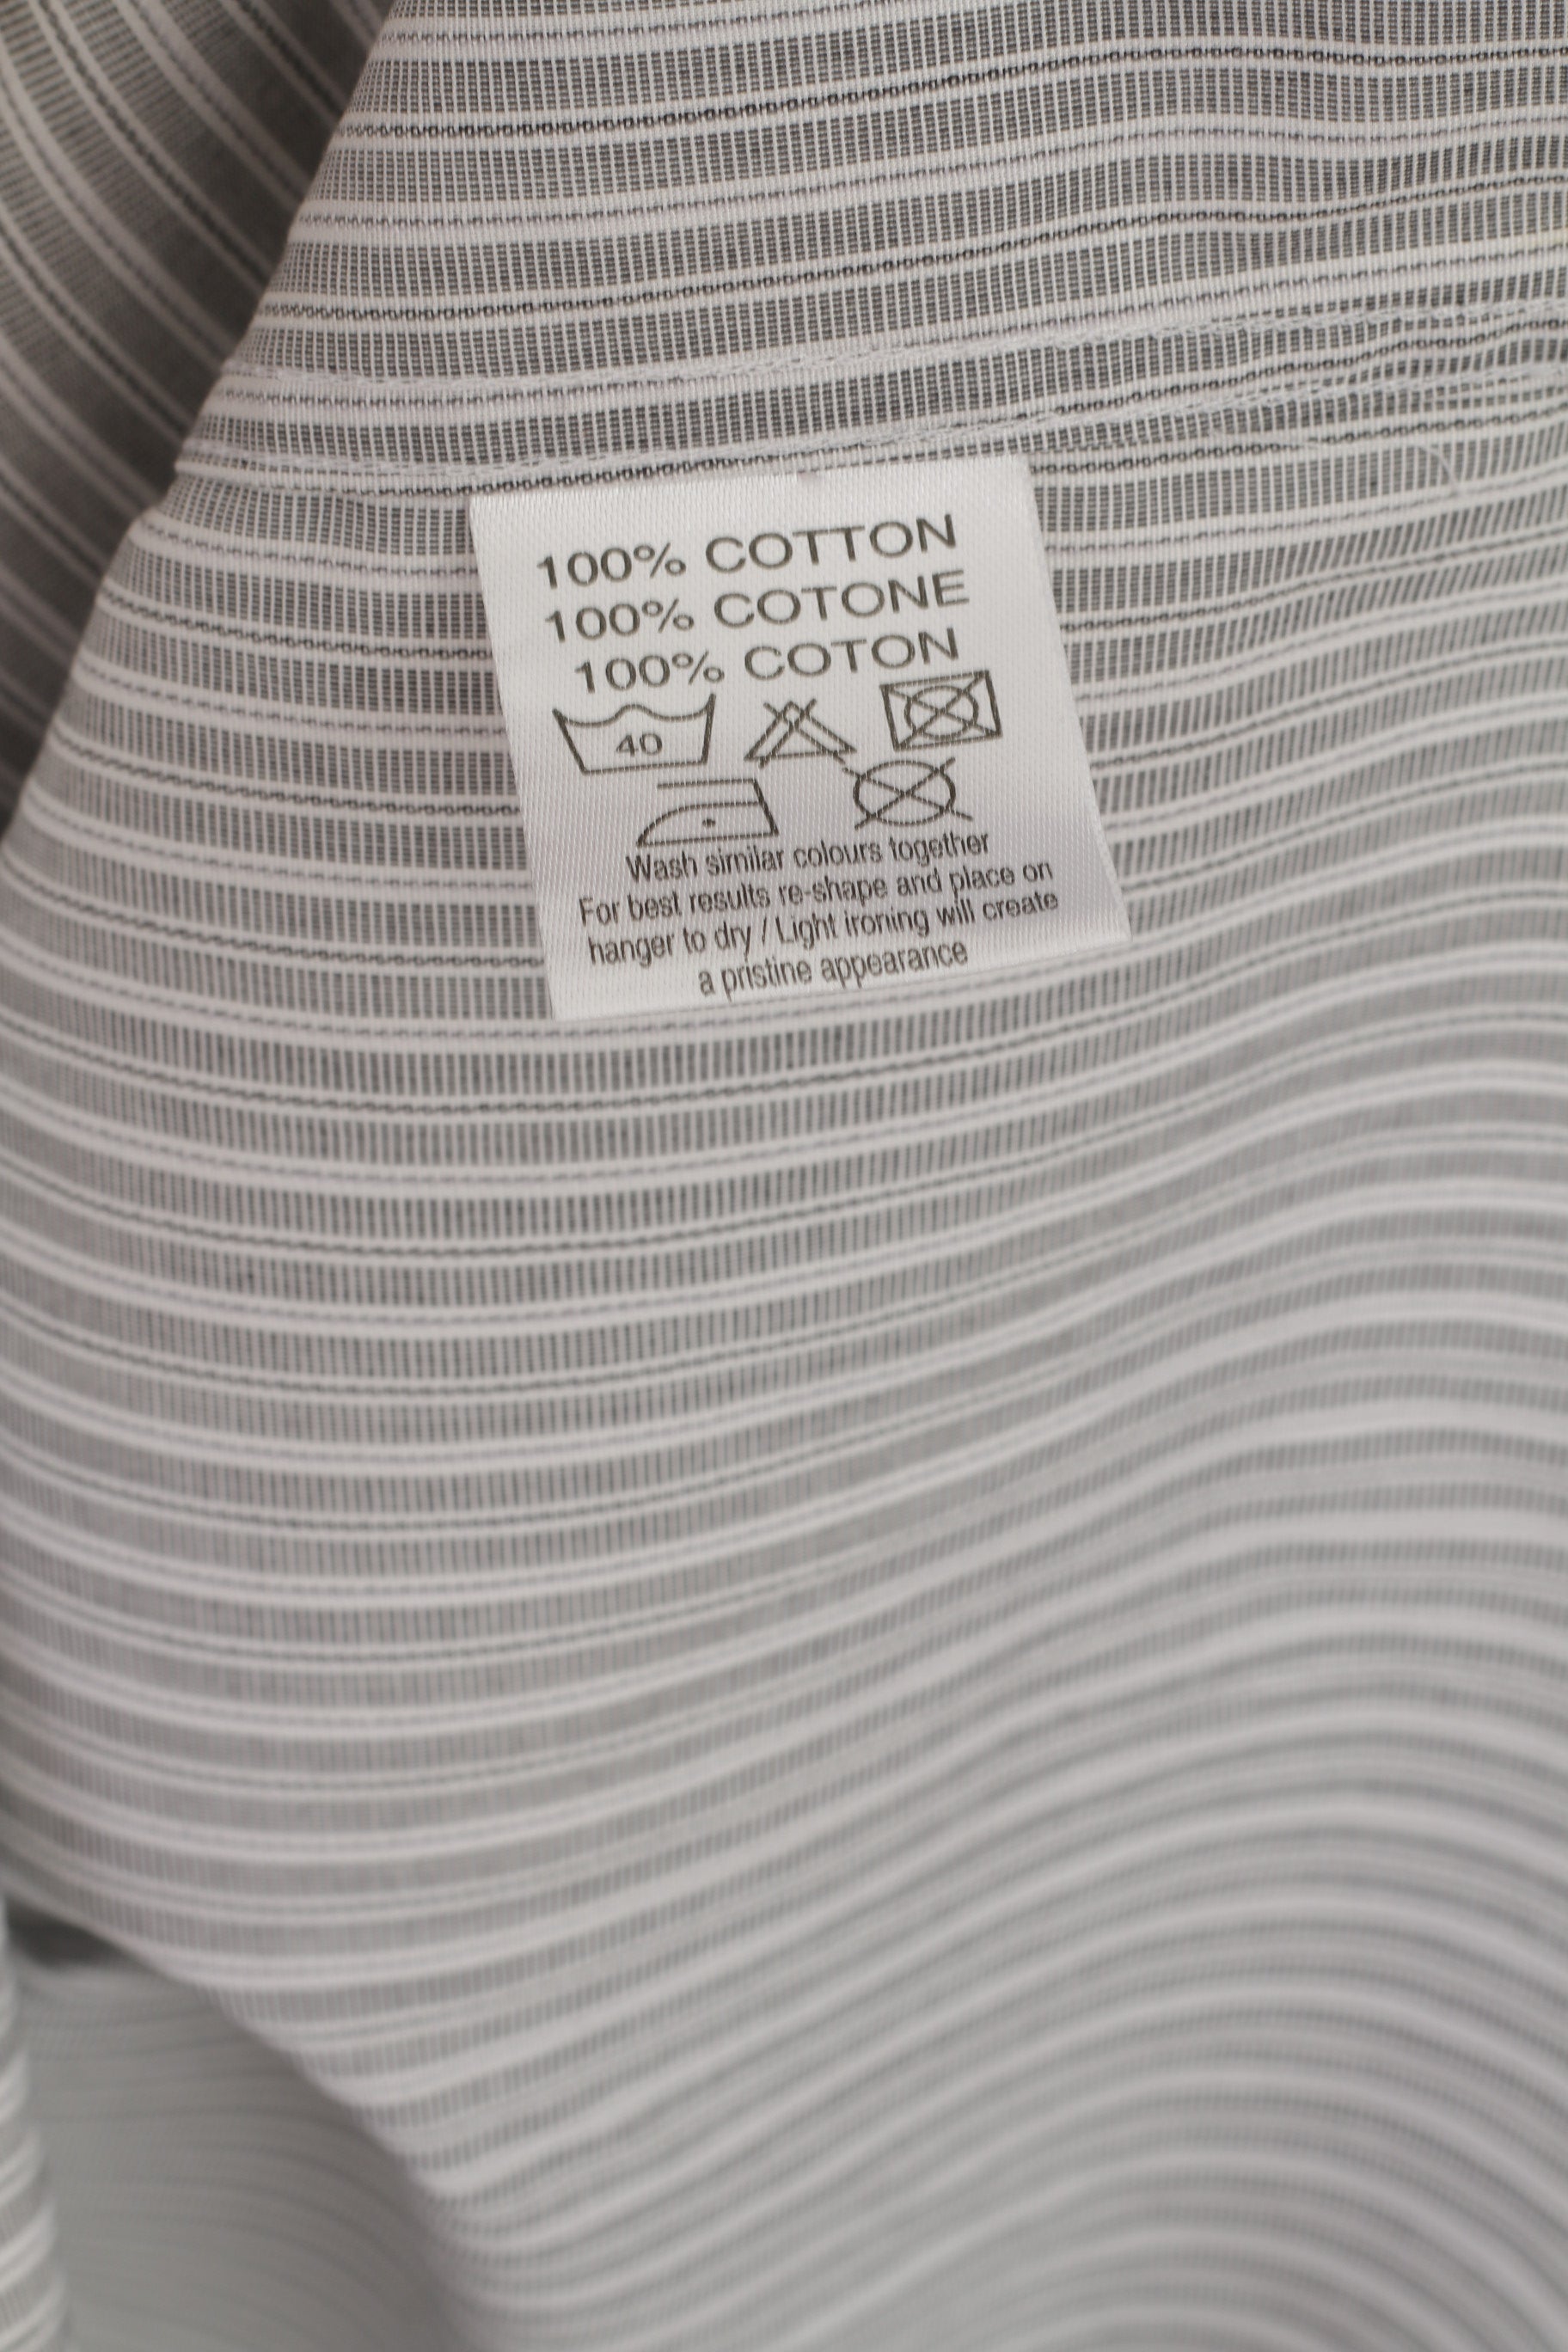 100% COTTON
100% COTONE
100% COTON
40
Wash similar colours together
For best results re-shape and place on
hanger to dry / Light ironing will create
a pristine appearance